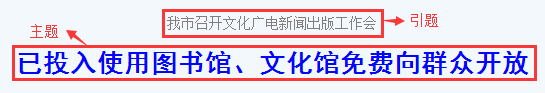 我市召开文化广电新闻出版工作会
引题
主题
已投入使用图书馆、文化馆免费向群众开放